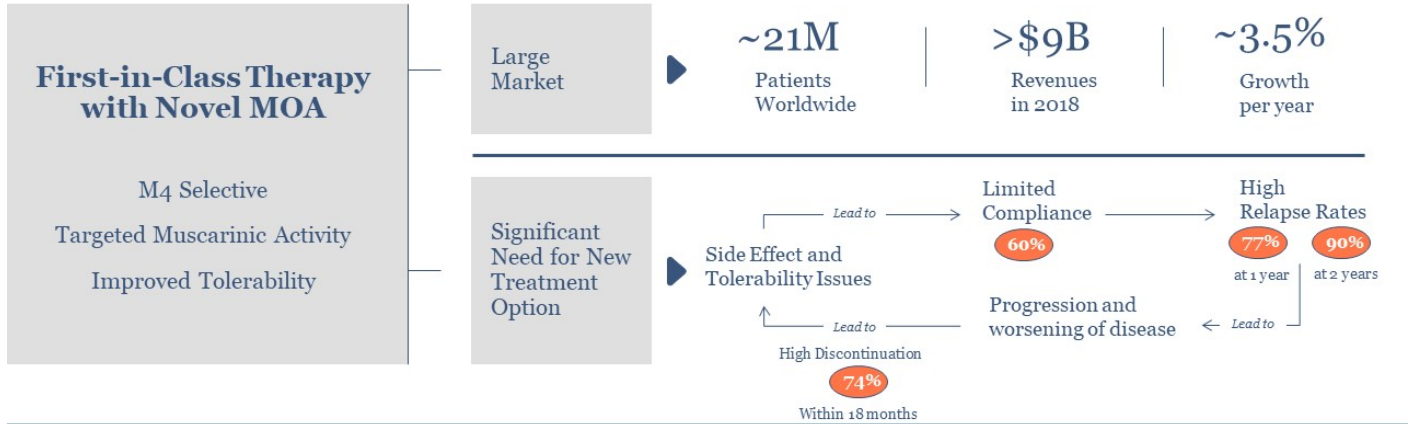 First-in-Class Therapy
with Novel MOA
M4 Selective
Targeted Muscarinic Activity
Improved Tolerability
Large
Market
~21M
Patients
Worldwide
>$9B
Revenues
in 2018
~3.5%
Growth
per year
Significant
Need for New
Treatment
Option
Side Effect and
Tolerability Issues
Lead to
Limited
Compliance
60%
High
Relapse Rates
77%
at 1 year
90%
at 2 years
Lead to
Progression and
worsening of disease
Lead to
High Discontinuation
74%
Within 18 months